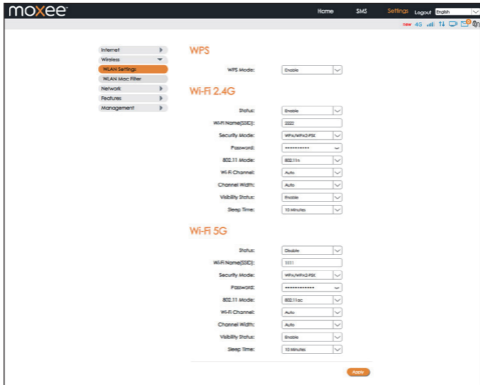 moxee
Home SMS Settings Logout English
4G
Internet
Wireless
WLAN Settings
WLAN Mac Filter
Network
Features
Management
WPS
WPS Mode: Enable
Wi-Fi 2.4G
Status: Enable
Wi-Fi Name(SSID):
Security Mode: WPA/WPA2-PSK
Password: **********
802.11 Mode: 802.11n
Wi-Fi Channel: Auto
Channel Width: Auto
Visibility Status: Enable
Sleep Time: 10 Minutes
Wi-Fi 5G
Status: Disable
Wi-Fi Name(SSID):
Security Mode: WPA/WPA2-PSK
Password: ************
802.11 Mode: 802.11ac
Wi-Fi Channel: Auto
Channel Width: Auto
Visibility Status: Enable
Sleep Time: 10 Minutes
Apply